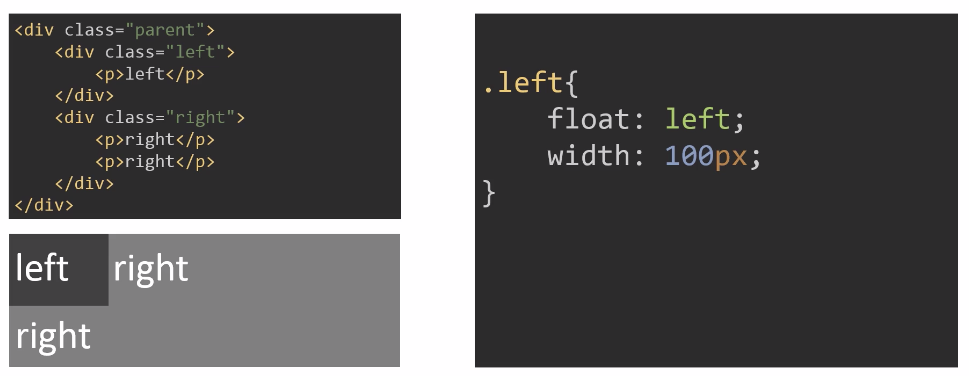 <div class="parent">
    <div class="left">
        <p>left</p>
    </div>
    <div class="right">
        <p>right</p>
        <p>right</p>
    </div>
</div>
left right
right
.left{
    float: left;
    width: 100px;
}